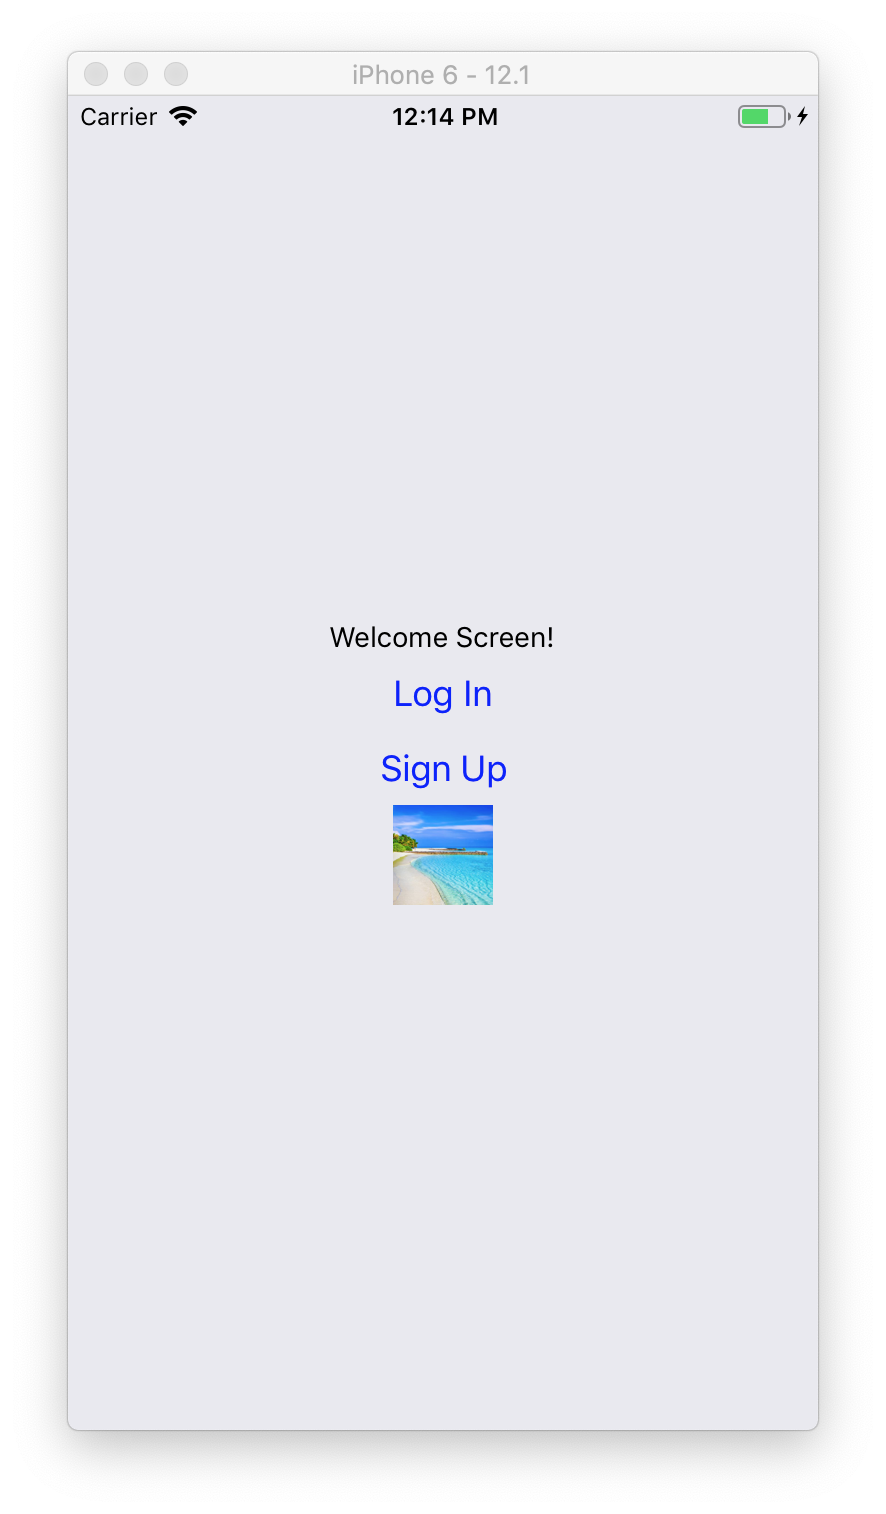 iPhone 6 - 12.1
Carrier 12:14 PM
Welcome Screen!
Log In
Sign Up